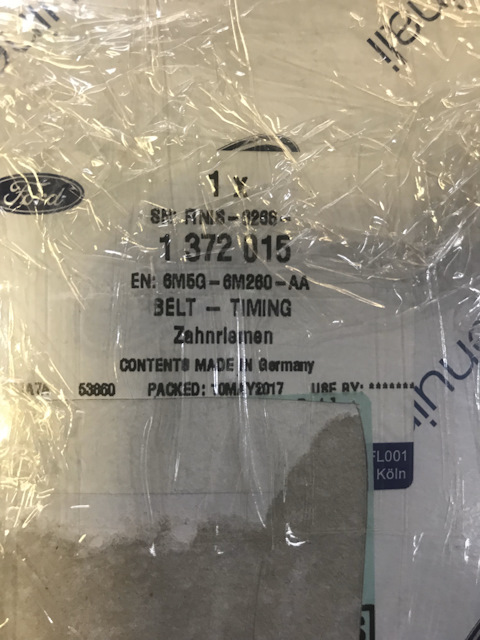 Ford
1 x
1 372 015
EN: 6M5G-6M260-AA
BELT - TIMING
Zahnriemen
CONTENTS MADE IN Germany
53660 PACKED: 10MAY2017 USE BY: *******
FL001
Köln